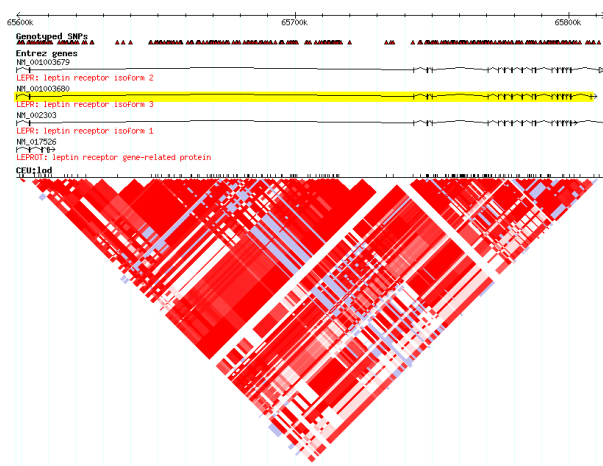 65600k 65700k 65800k
Genotyped SNPs
Entrez genes
NM_001003679
LEPR: leptin receptor isoform 2
NM_001003680
LEPR: leptin receptor isoform 3
NM_002303
LEPR: leptin receptor isoform 1
NM_017526
LEPROT: leptin receptor gene-related protein
CEU:lod